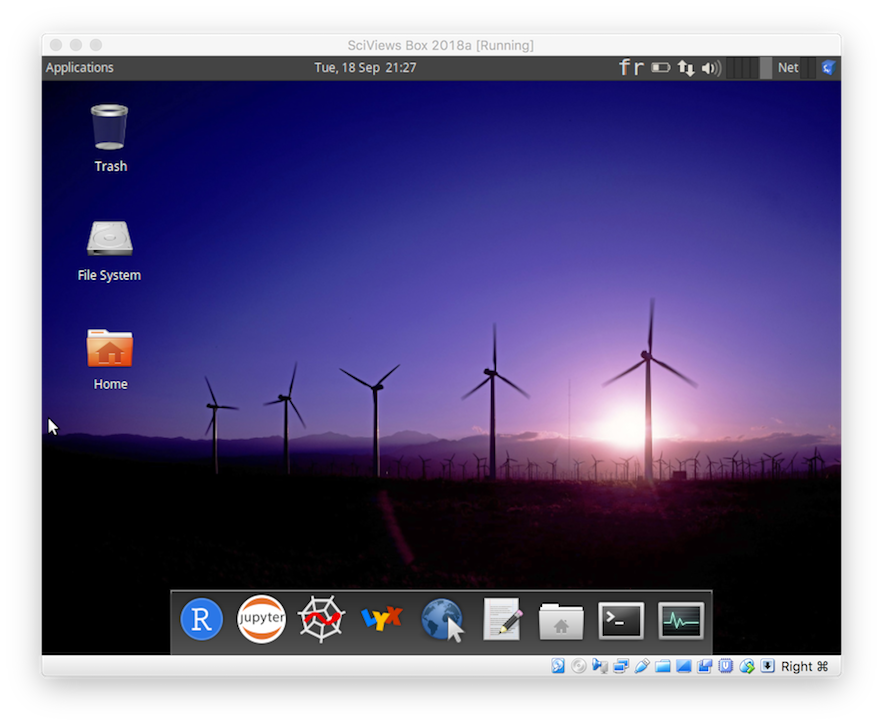 SciViews Box 2018a [Running]
Applications
Tue, 18 Sep 21:27
fr
Net
Trash
File System
Home
R
jupyter
LYX
>_
Right ⌘